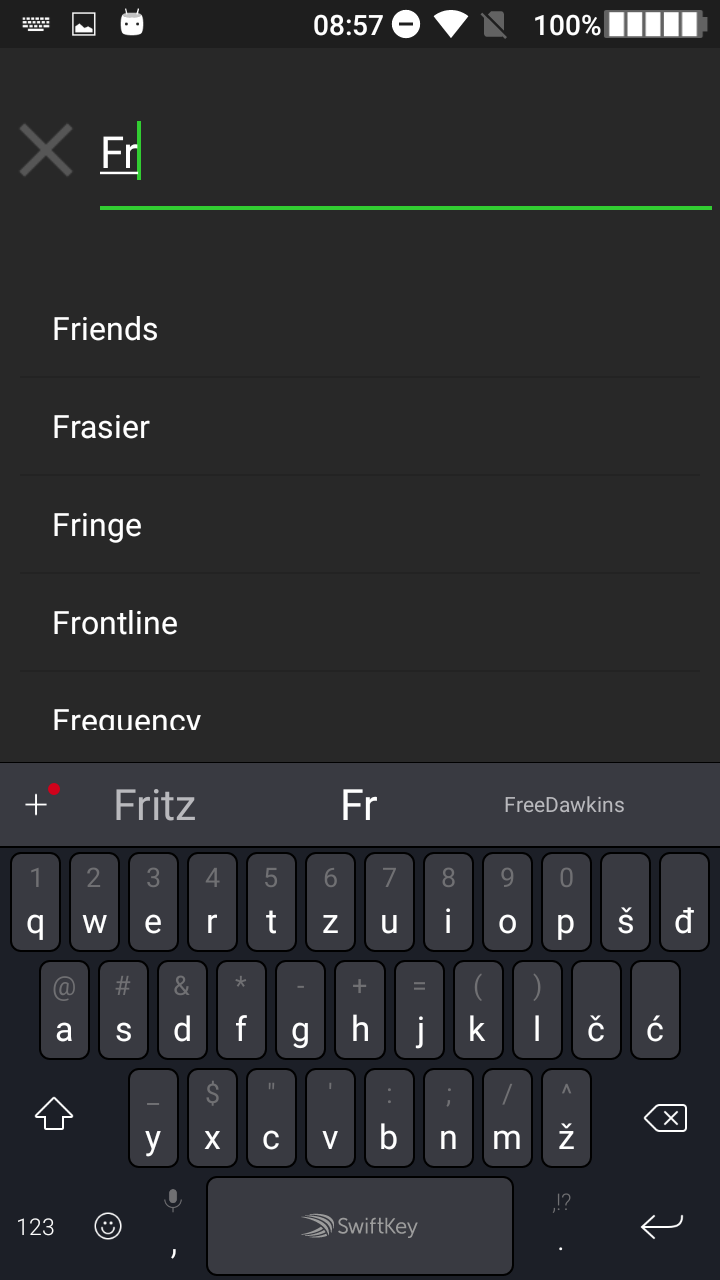 08:57 100%
Fr
Friends
Frasier
Fringe
Frontline
Frequency
Fritz Fr FreeDawkins
1 2 3 4 5 6 7 8 9 0
q w e r t z u i o p š đ
@ # & * - + = ( )
a s d f g h j k l č ć
_ $ " ' : ; / ^
y x c v b n m ž
,!?
123 , SwiftKey .